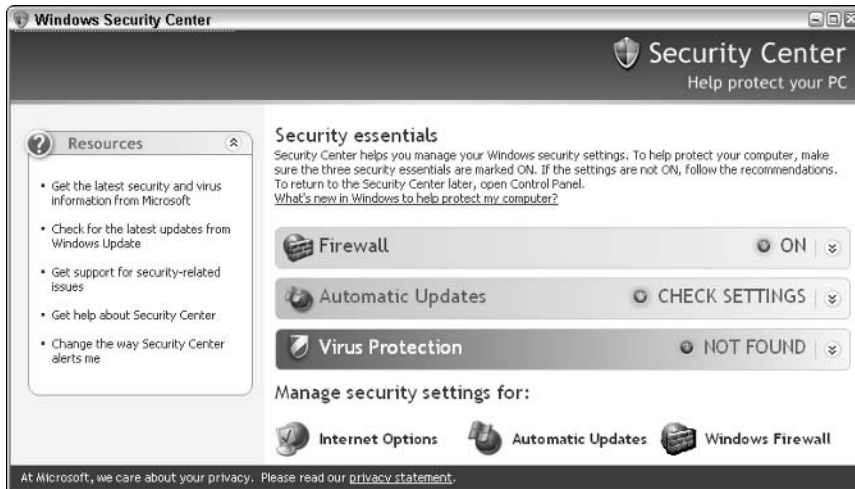 Windows Security Center
Security Center
Help protect your PC
Resources
• Get the latest security and virus
information from Microsoft
• Check for the latest updates from
Windows Update
• Get support for security-related
issues
• Get help about Security Center
• Change the way Security Center
alerts me
Security essentials
Security Center helps you manage your Windows security settings. To help protect your computer, make
sure the three security essentials are marked ON. If the settings are not ON, follow the recommendations.
To return to the Security Center later, open Control Panel.
What's new in Windows to help protect my computer?
Firewall ON
Automatic Updates CHECK SETTINGS
Virus Protection NOT FOUND
Manage security settings for:
Internet Options Automatic Updates Windows Firewall
At Microsoft, we care about your privacy. Please read our privacy statement.